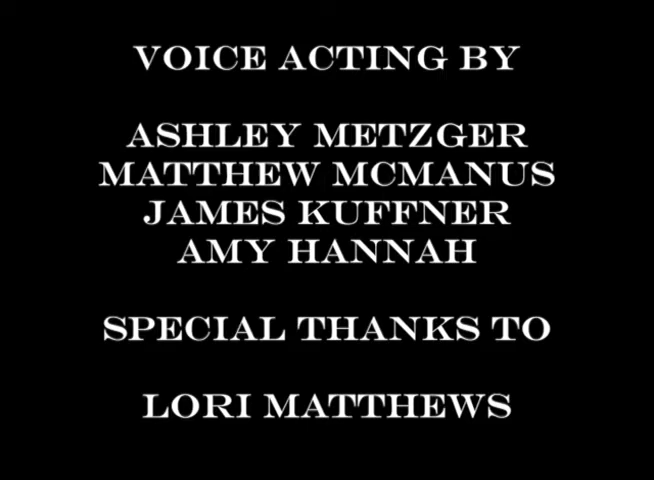 VOICE ACTING BY
ASHLEY METZGER
MATTHEW MCMANUS
JAMES KUFFNER
AMY HANNAH
SPECIAL THANKS TO
LORI MATTHEWS